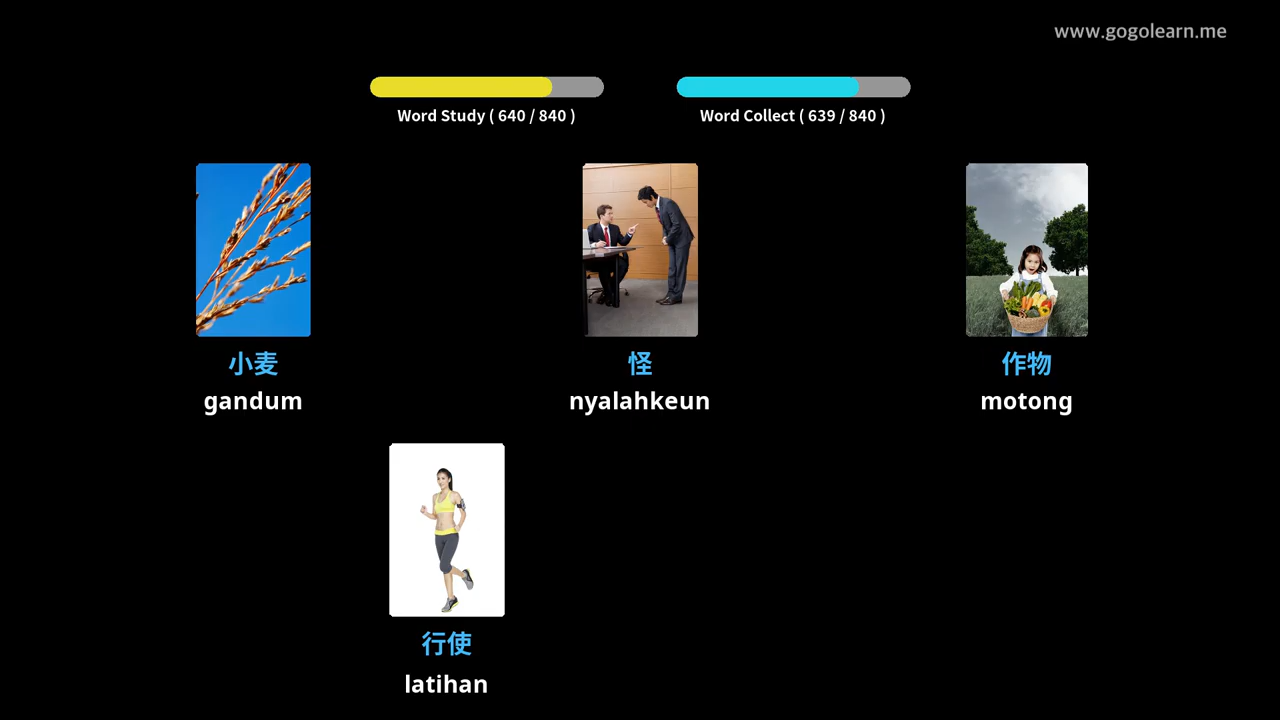 www.gogolearn.me
Word Study ( 640 / 840 )
Word Collect ( 639 / 840 )
小麦
怪
作物
gandum
nyalahkeun
motong
行使
latihan